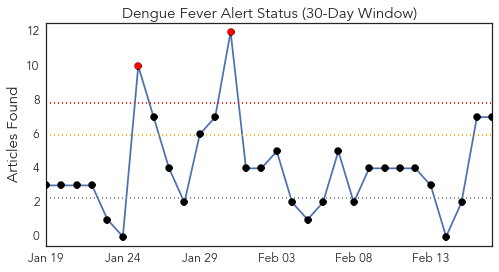 Dengue Fever Alert Status (30-Day Window)
Articles Found
12
10
8
6
4
2
0
Jan 19 Jan 24 Jan 29 Feb 03 Feb 08 Feb 13